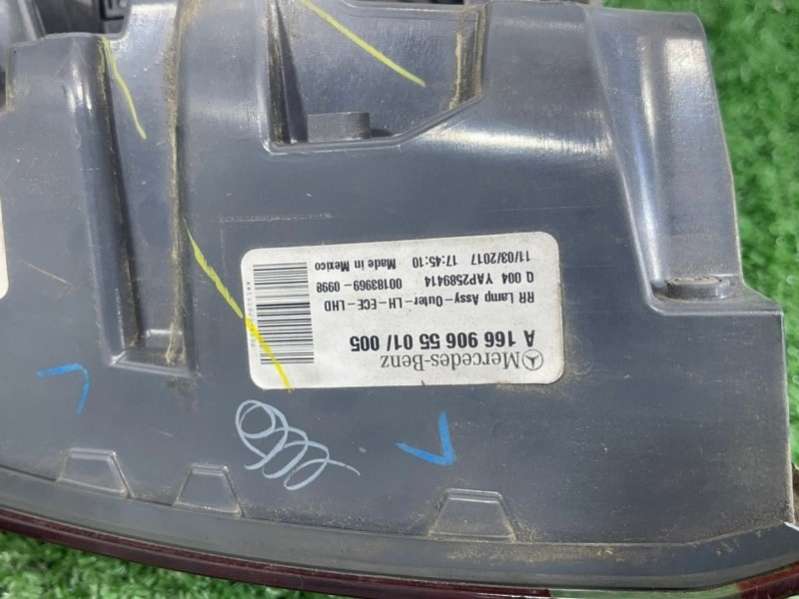 Mercedes-Benz
A 166 906 55 01/ 005
RR Lamp Assy-Outer-LH-ECE-LHD
Q 004 YAP2589414 00183969-0998
11/03/2017 17:45:10 Made in Mexico